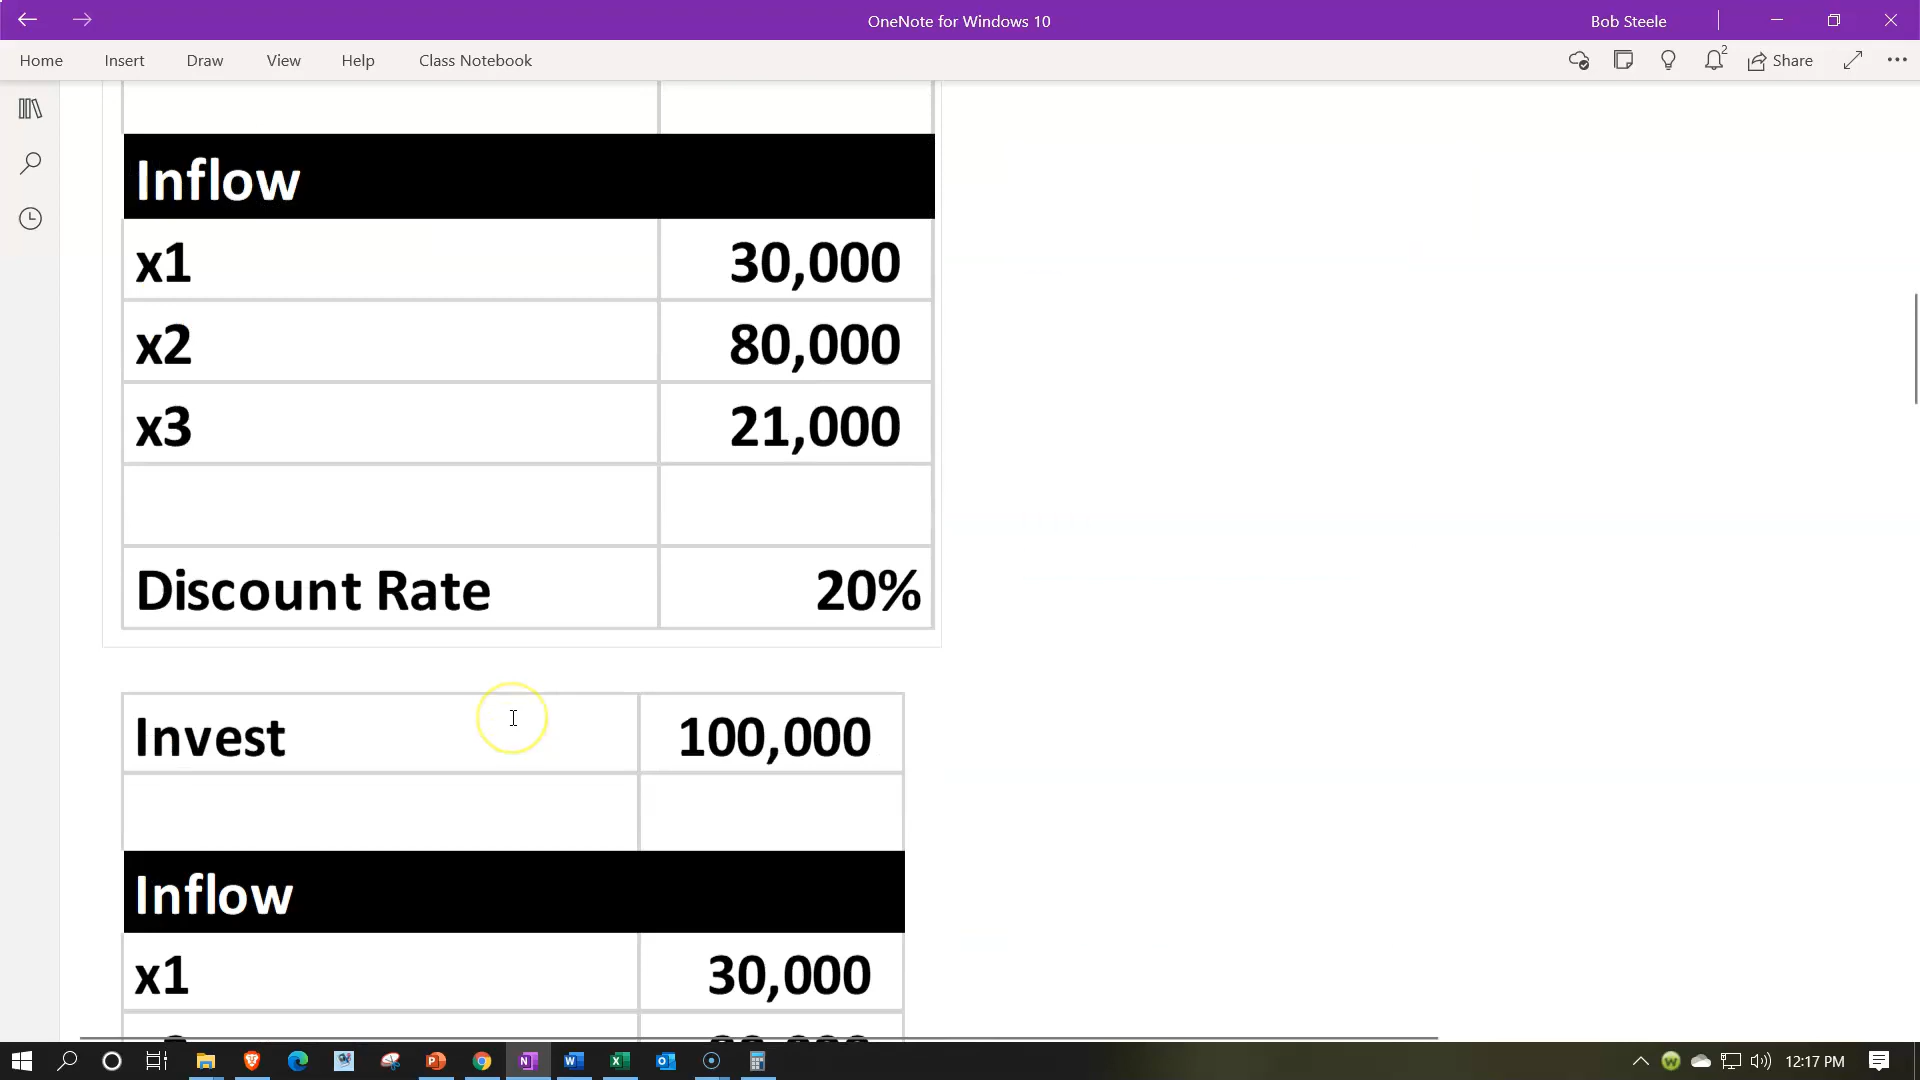 OneNote for Windows 10
Bob Steele
Home Insert Draw View Help Class Notebook
2
Share
Inflow
x1 30,000
x2 80,000
x3 21,000
Discount Rate 20%
Invest 100,000
Inflow
x1 30,000
12:17 PM